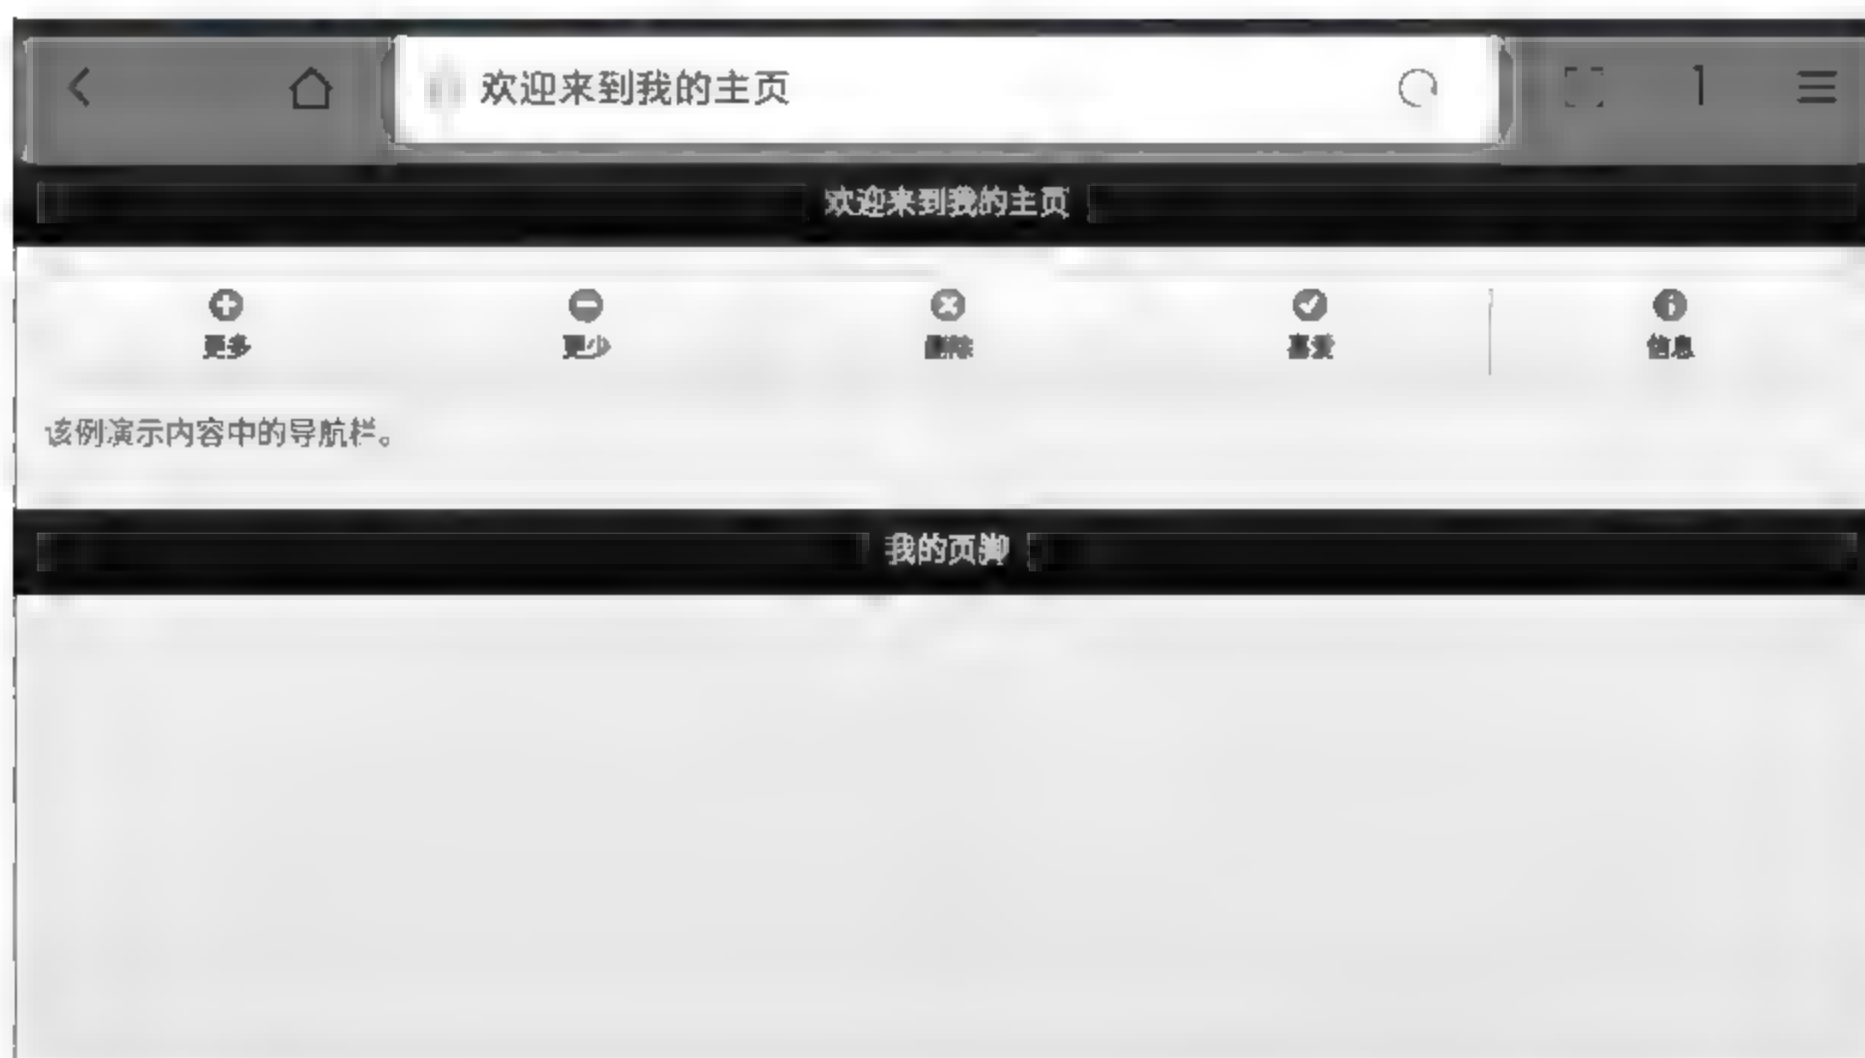 欢迎来到我的主页
1
欢迎来到我的主页
更多 更少 删除 喜爱 信息
该例演示内容中的导航栏。
我的页脚